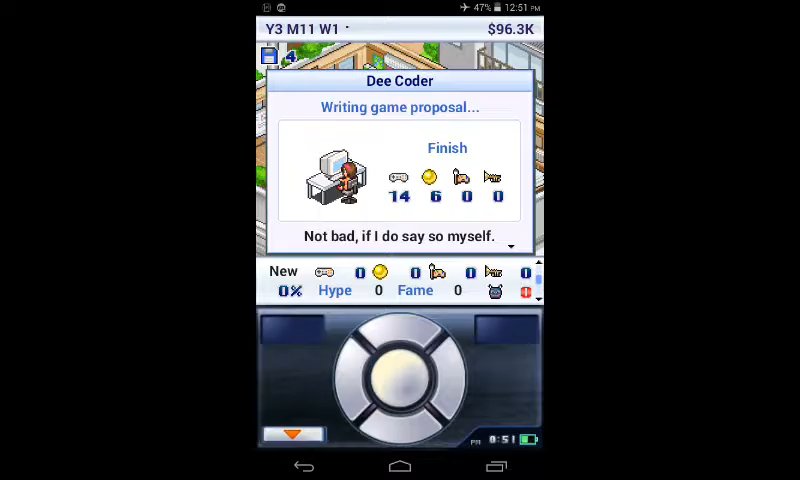 47% 12:51 PM
Y3 M11 W1 $96.3K
4
Dee Coder
Writing game proposal...
Finish
14 6 0 0
Not bad, if I do say so myself.
New 0 0 0 0
0% Hype 0 Fame 0 0
PM 0:51